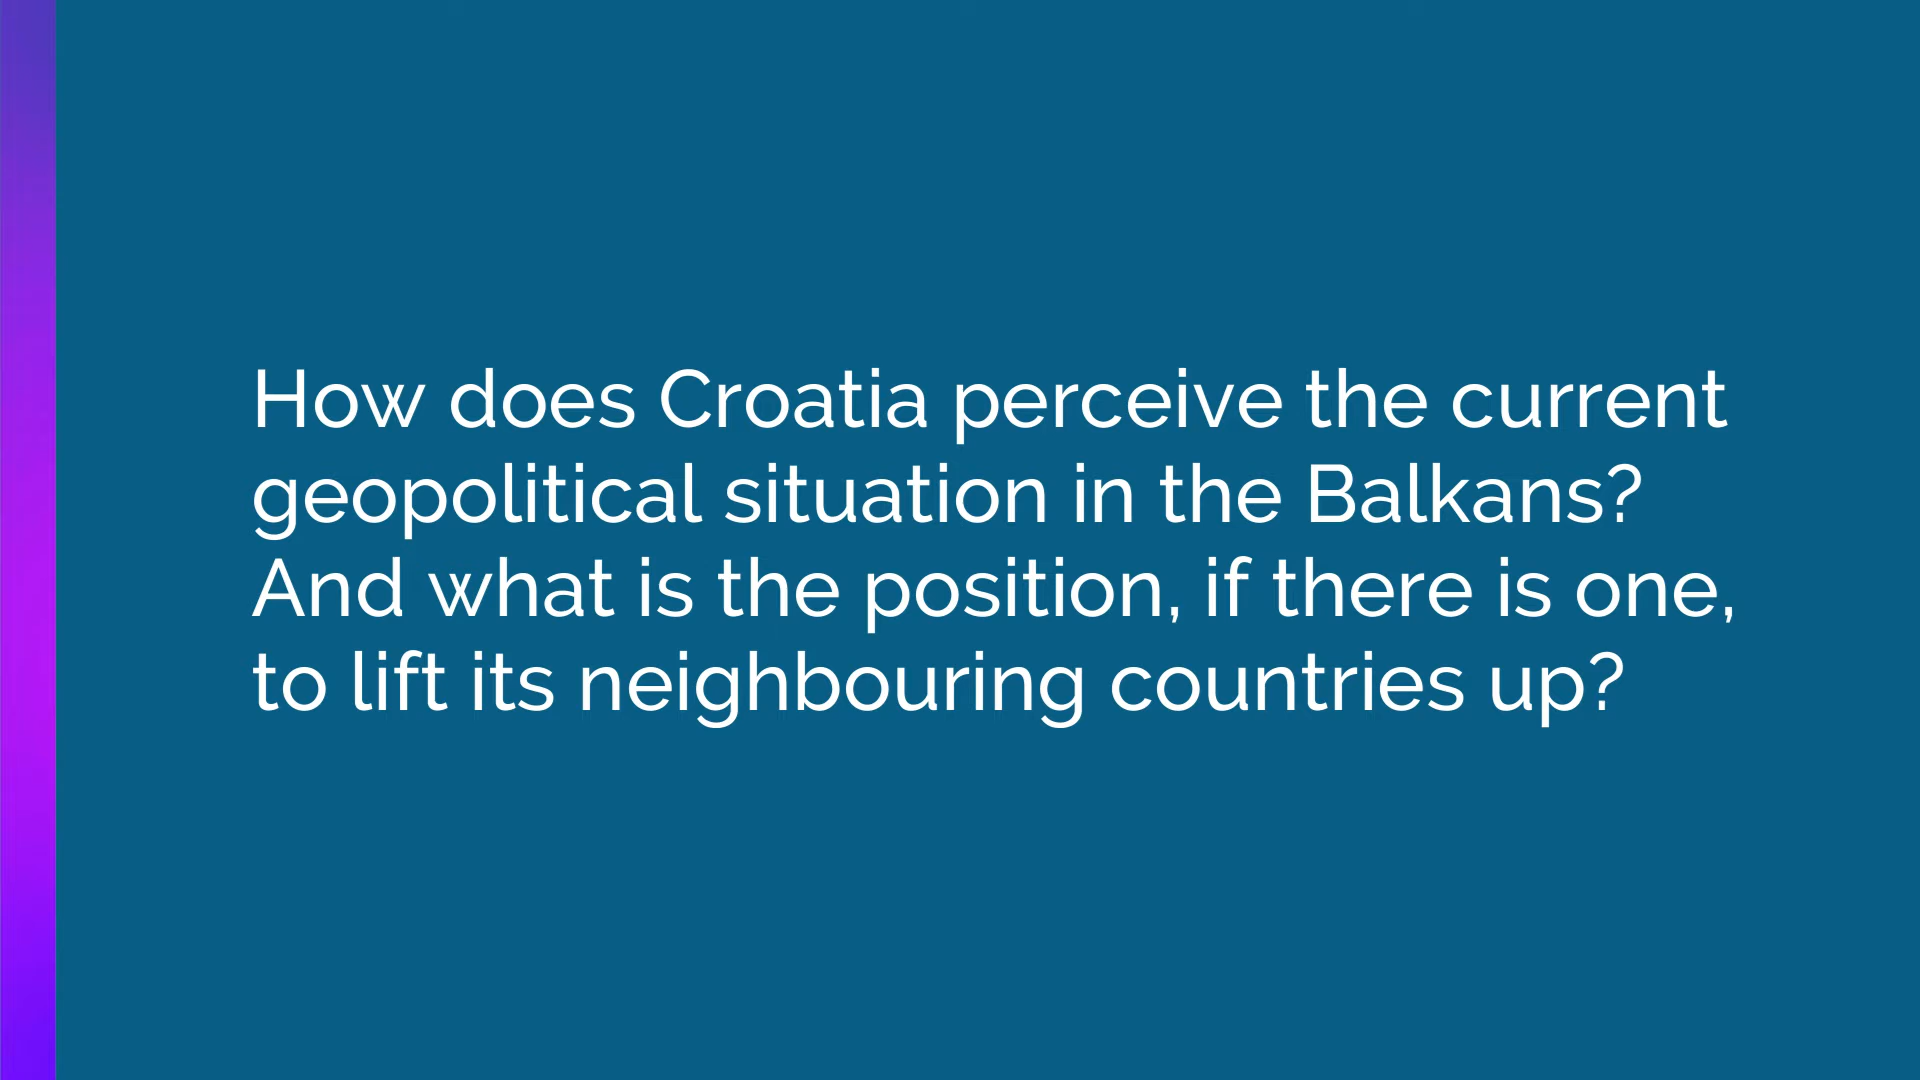 How does Croatia perceive the current
geopolitical situation in the Balkans?
And what is the position, if there is one,
to lift its neighbouring countries up?